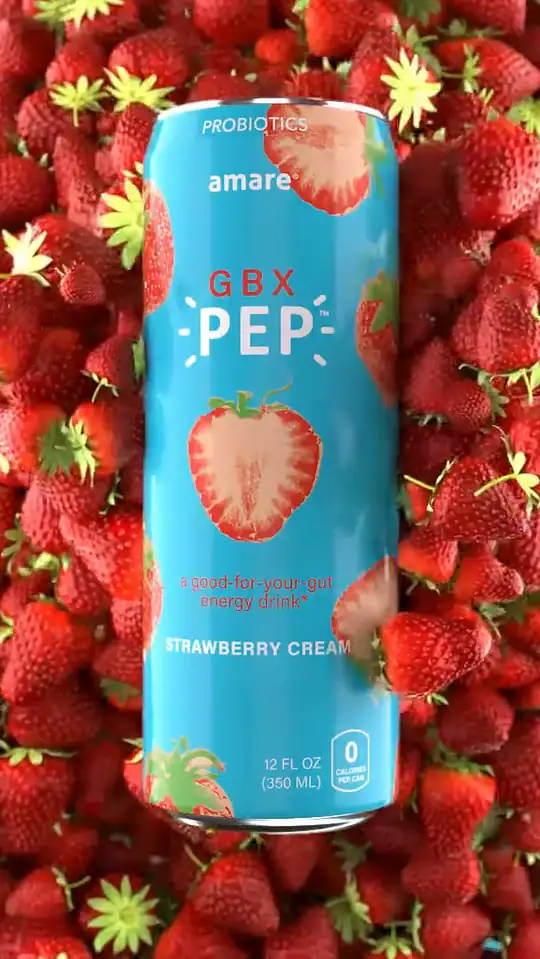 PROBIOTICS
amare®
GBX
PEP™
a good-for-your-gut
energy drink*
STRAWBERRY CREAM
12 FL OZ
(350 ML)
0
CALORIES
PER CAN